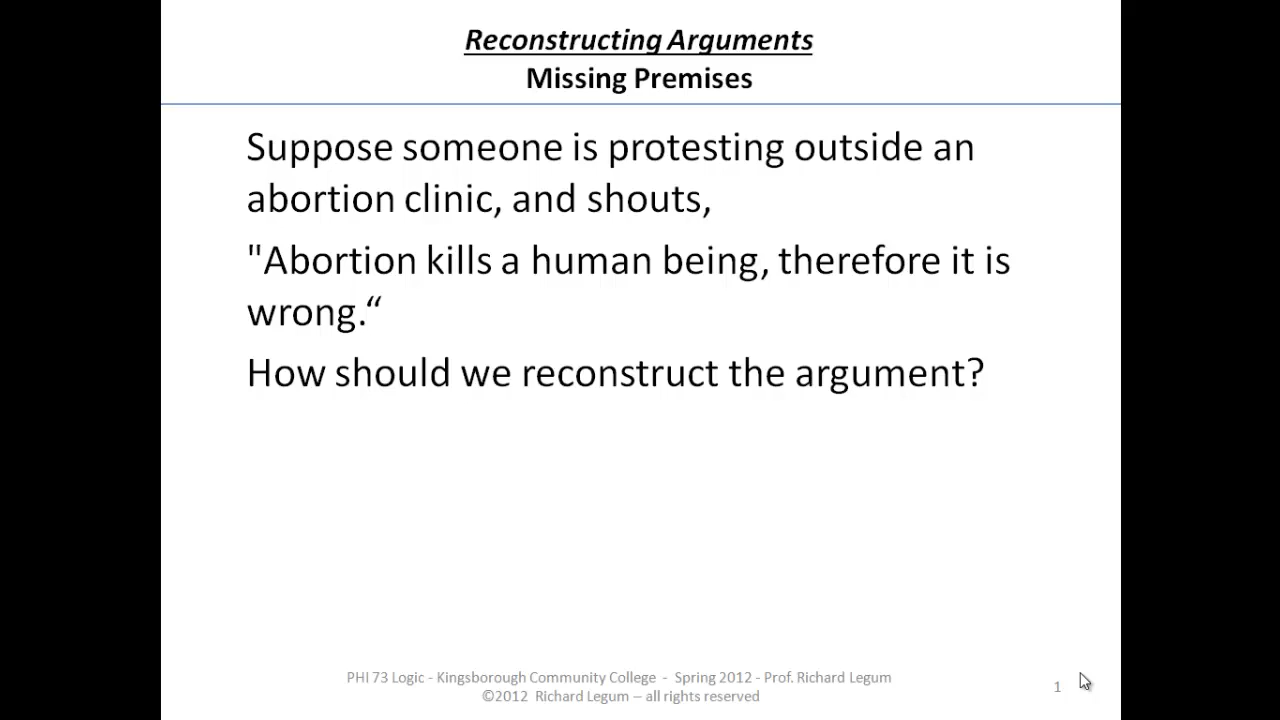 Reconstructing Arguments
Missing Premises
Suppose someone is protesting outside an
abortion clinic, and shouts,
"Abortion kills a human being, therefore it is
wrong.“
How should we reconstruct the argument?
PHI 73 Logic - Kingsborough Community College - Spring 2012 - Prof. Richard Legum
©2012 Richard Legum – all rights reserved
1